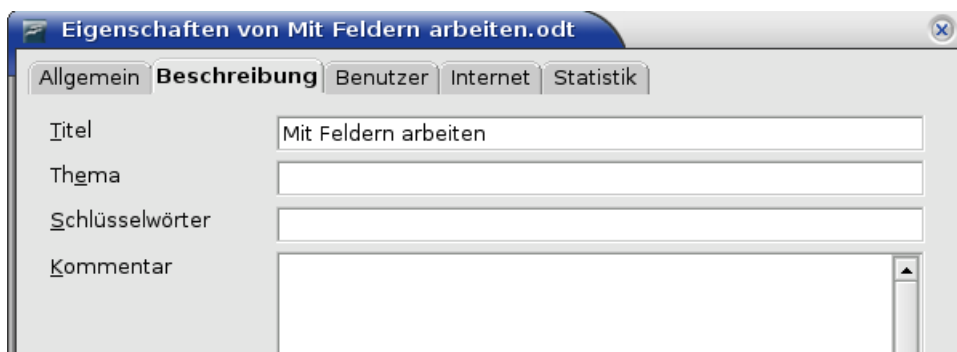 Eigenschaften von Mit Feldern arbeiten.odt
Allgemein Beschreibung Benutzer Internet Statistik
Titel Mit Feldern arbeiten
Thema
Schlüsselwörter
Kommentar